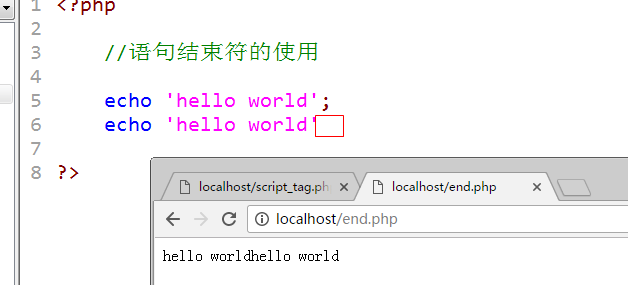 1 <?php
2
3 //语句结束符的使用
4
5 echo 'hello world';
6 echo 'hello world'
7
8 ?>
localhost/script_tag.ph
localhost/end.php
localhost/end.php
hello worldhello world